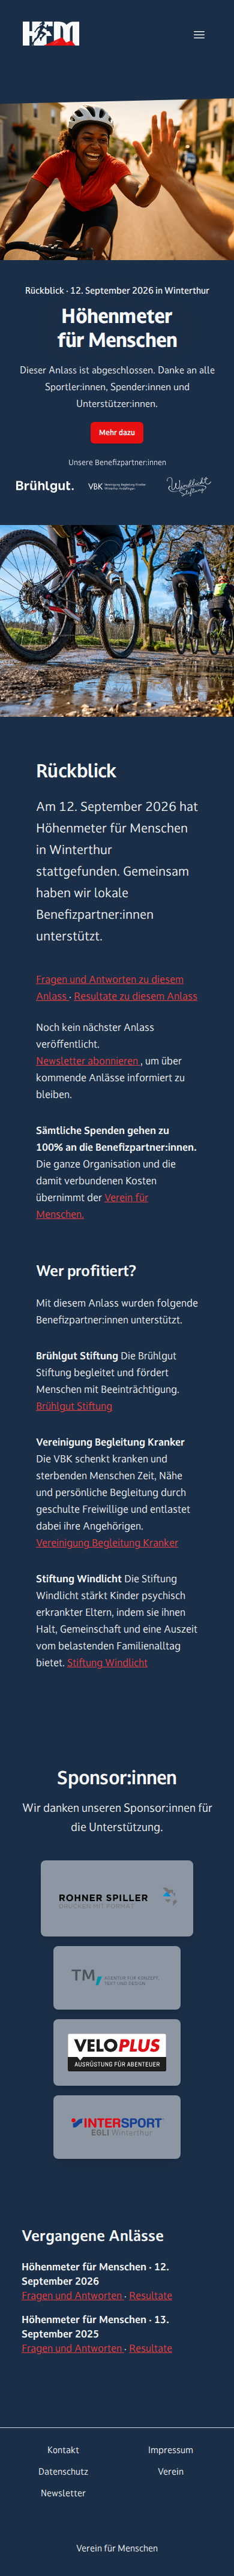 HFM
Rückblick · 12. September 2026 in Winterthur
Höhenmeter
für Menschen
Dieser Anlass ist abgeschlossen. Danke an alle
Sportler:innen, Spender:innen und
Unterstützer:innen.
Mehr dazu
Unsere Benefizpartner:innen
Brühlgut.
VBK
Windlicht
Stiftung
Rückblick
Am 12. September 2026 hat
Höhenmeter für Menschen
in Winterthur
stattgefunden. Gemeinsam
haben wir lokale
Benefizpartner:innen
unterstützt.
Fragen und Antworten zu diesem
Anlass · Resultate zu diesem Anlass
Noch kein nächster Anlass
veröffentlicht.
Newsletter abonnieren , um über
kommende Anlässe informiert zu
bleiben.
Sämtliche Spenden gehen zu
100% an die Benefizpartner:innen.
Die ganze Organisation und die
damit verbundenen Kosten
übernimmt der Verein für
Menschen.
Wer profitiert?
Mit diesem Anlass wurden folgende
Benefizpartner:innen unterstützt.
Brühlgut Stiftung Die Brühlgut
Stiftung begleitet und fördert
Menschen mit Beeinträchtigung.
Brühlgut Stiftung
Vereinigung Begleitung Kranker
Die VBK schenkt kranken und
sterbenden Menschen Zeit, Nähe
und persönliche Begleitung durch
geschulte Freiwillige und entlastet
dabei ihre Angehörigen.
Vereinigung Begleitung Kranker
Stiftung Windlicht Die Stiftung
Windlicht stärkt Kinder psychisch
erkrankter Eltern, indem sie ihnen
Halt, Gemeinschaft und eine Auszeit
vom belastenden Familienalltag
bietet. Stiftung Windlicht
Sponsor:innen
Wir danken unseren Sponsor:innen für
die Unterstützung.
ROHNER SPILLER
DRUCKEN MIT FORMAT
TM/ AGENTUR FÜR KONZEPT,
TEXT UND DESIGN
VELOPLUS
AUSRÜSTUNG FÜR ABENTEUER
INTERSPORT
EGLI Winterthur
Vergangene Anlässe
Höhenmeter für Menschen · 12.
September 2026
Fragen und Antworten · Resultate
Höhenmeter für Menschen · 13.
September 2025
Fragen und Antworten · Resultate
Kontakt
Impressum
Datenschutz
Verein
Newsletter
Verein für Menschen